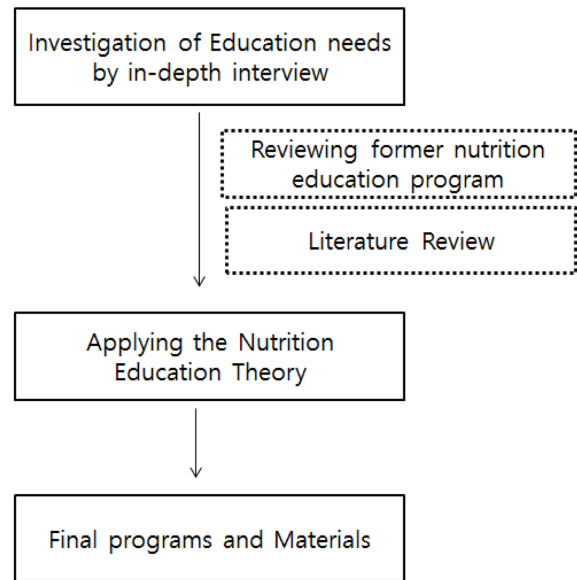 Investigation of Education needs
by in-depth interview
Reviewing former nutrition
education program
Literature Review
Applying the Nutrition
Education Theory
Final programs and Materials